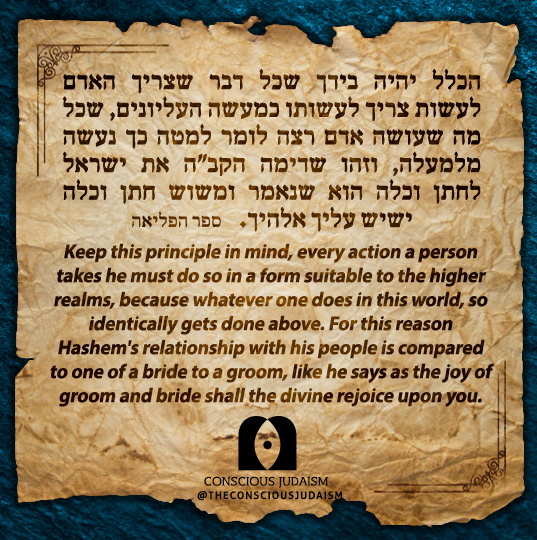 הכלל יהיה בידך שכל דבר שצריך האדם
לעשות צריך לעשותו כמעשה העליונים, שכל
מה שעושה אדם רצה לומר למטה כך נעשה
מלמעלה, וזהו שדימה הקב״ה את ישראל
לחתן וכלה הוא שנאמר ומשוש חתן וכלה
ישיש עליך אלהיך. ספר הפליאה
Keep this principle in mind, every action a person
takes he must do so in a form suitable to the higher
realms, because whatever one does in this world, so
identically gets done above. For this reason
Hashem's relationship with his people is compared
to one of a bride to a groom, like he says as the joy of
groom and bride shall the divine rejoice upon you.
CONSCIOUS JUDAISM
@THECONSCIOUSJUDAISM